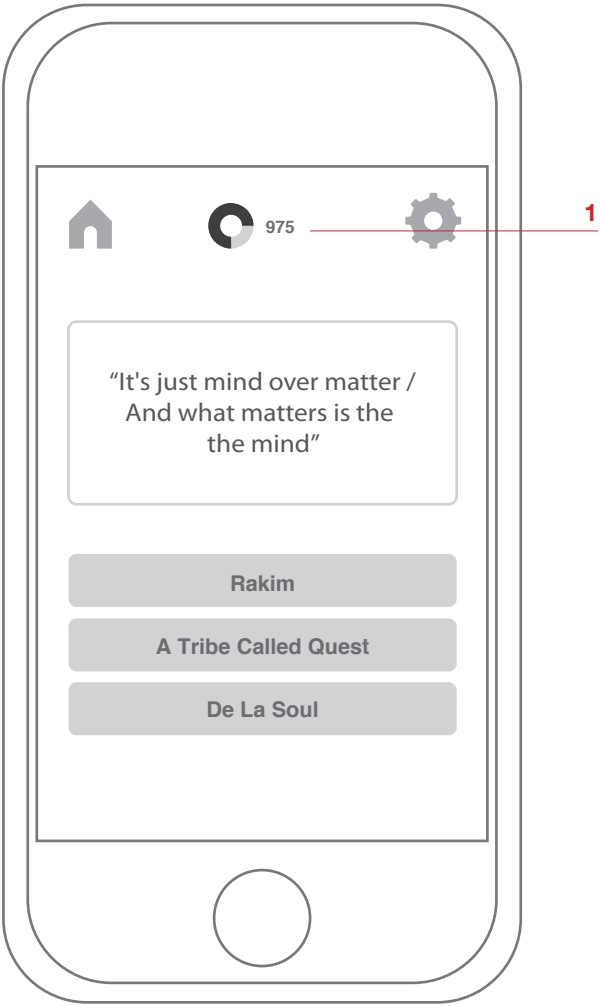 975
1
“It's just mind over matter /
And what matters is the
the mind”
Rakim
A Tribe Called Quest
De La Soul